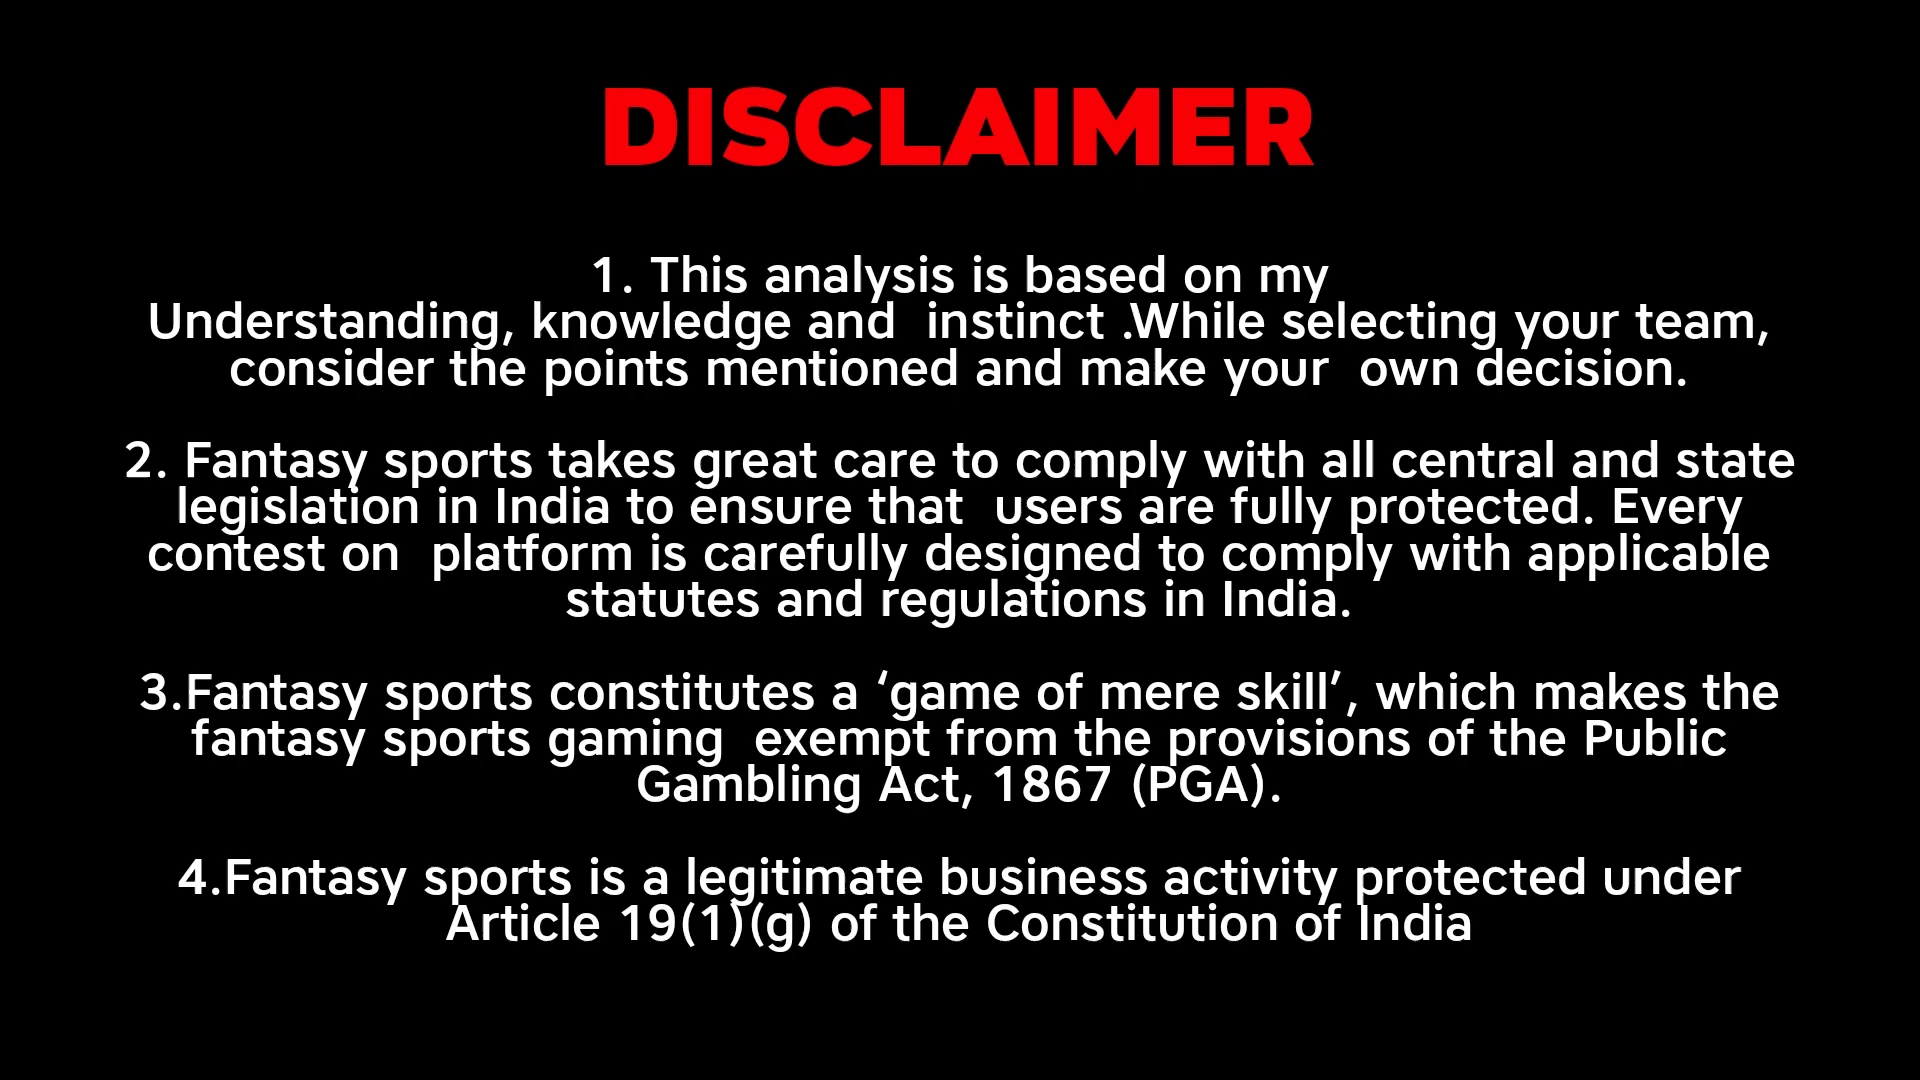 DISCLAIMER
1. This analysis is based on my
Understanding, knowledge and  instinct .While selecting your team,
consider the points mentioned and make your  own decision.
2. Fantasy sports takes great care to comply with all central and state
legislation in India to ensure that  users are fully protected. Every
contest on  platform is carefully designed to comply with applicable
statutes and regulations in India.
3.Fantasy sports constitutes a ‘game of mere skill’, which makes the
fantasy sports gaming  exempt from the provisions of the Public
Gambling Act, 1867 (PGA).
4.Fantasy sports is a legitimate business activity protected under
Article 19(1)(g) of the Constitution of India